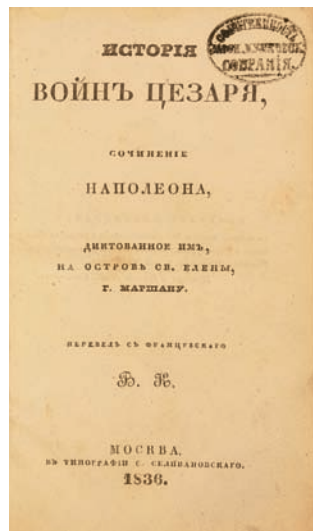 ИСТОРІЯ
ВОЙНЪ ЦЕЗАРЯ,
СОЧИНЕНІЕ
НАПОЛЕОНА,
ДИКТОВАННОЕ ИМЪ,
НА ОСТРОВѢ СВ. ЕЛЕНЫ,
Г. МАРШАНУ.
ПЕРЕВЕЛЪ СЪ ФРАНЦУЗСКАГО
В. К.
МОСКВА.
ВЪ ТИПОГРАФІИ С. СЕЛИВАНОВСКАГО.
1836.
СОБРАНІЯ